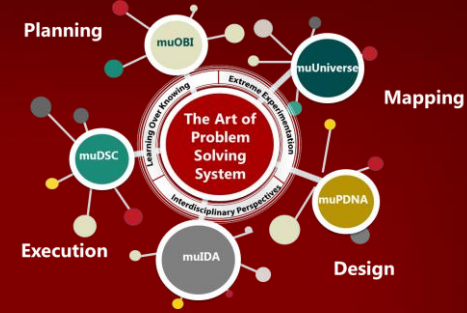 Planning
muOBI
muUniverse
Mapping
Learning Over Knowing
Extreme Experimentation
The Art of
Problem
Solving
System
muDSC
Interdisciplinary Perspectives
muPDNA
Execution
muIDA
Design